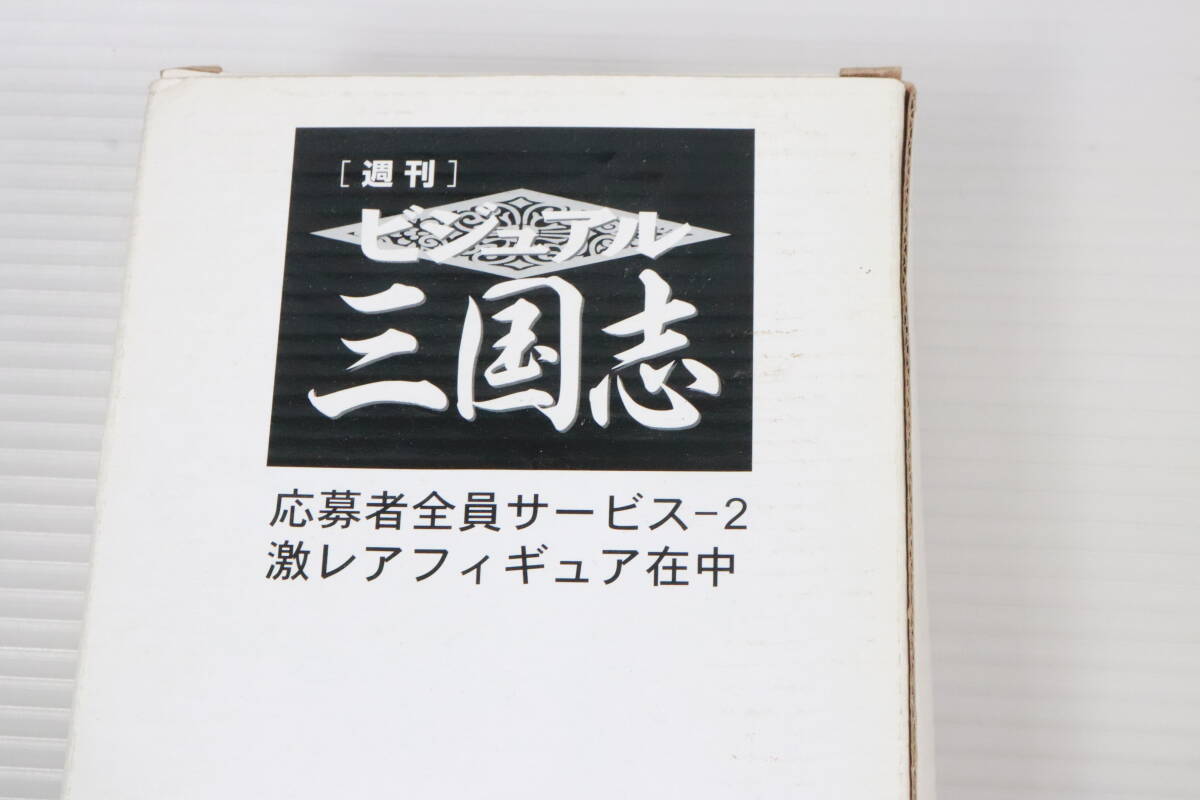 [週刊]
ビジュアル
三国志
応募者全員サービス-2
激レアフィギュア在中